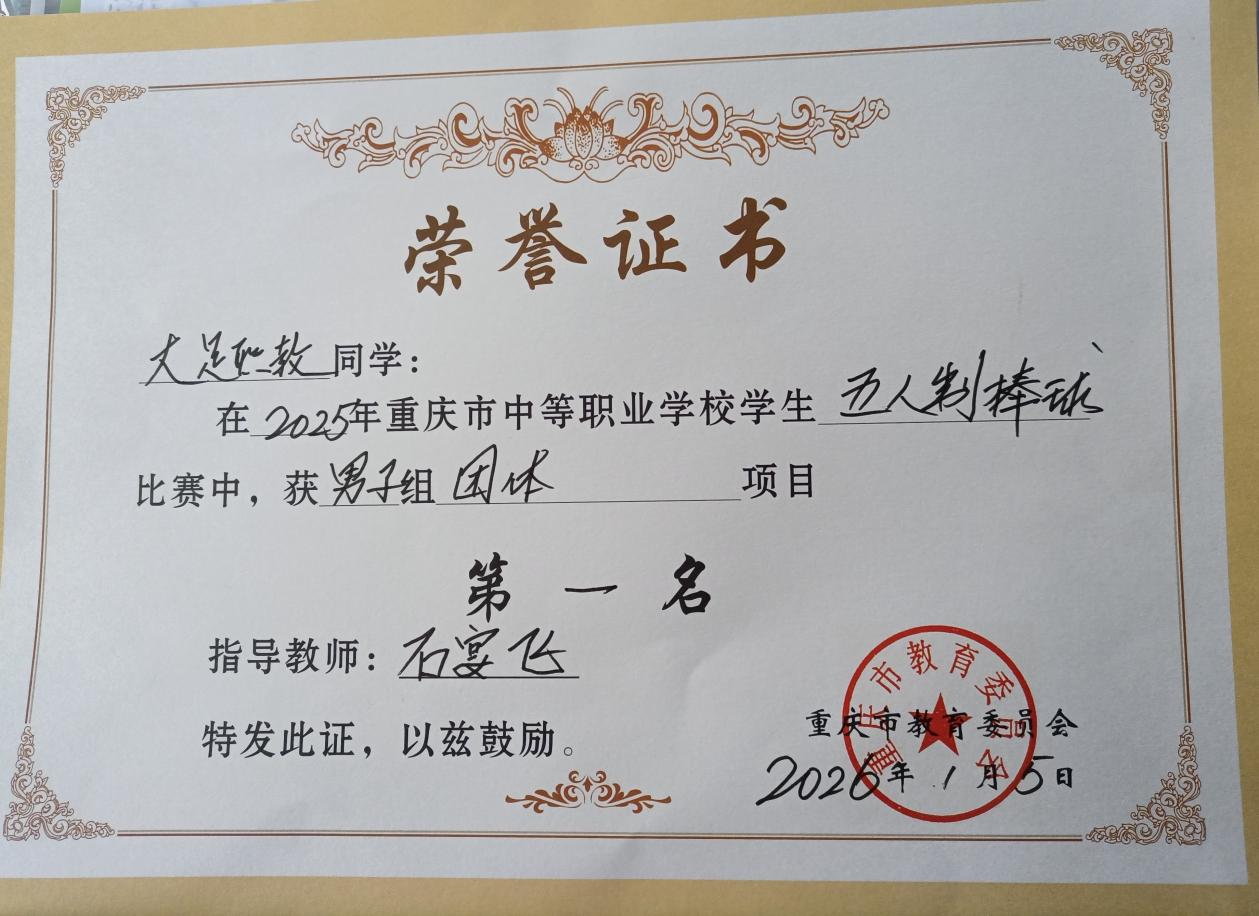 荣誉证书
大足职教同学：
在2025年重庆市中等职业学校学生五人制棒球
比赛中，获男子组团体项目
第一名
指导教师：石宴飞
特发此证，以兹鼓励。
重庆市教育委员会
重庆市教育委员会
2026年1月5日